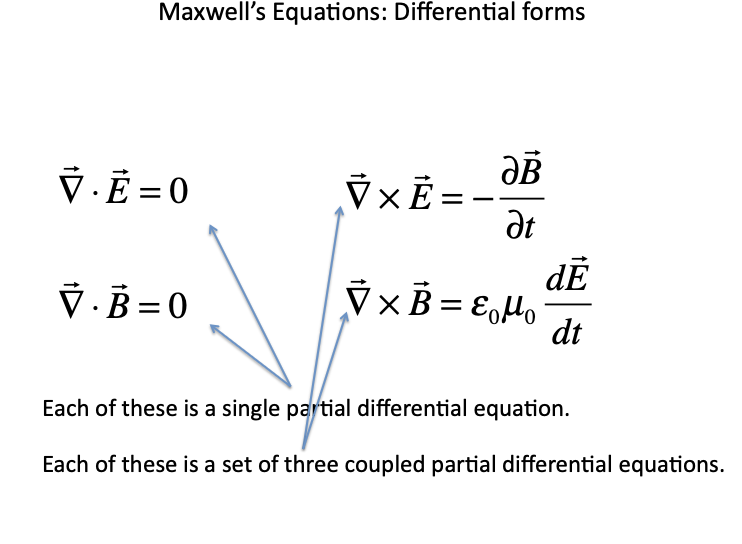 Maxwell's Equations: Differential forms
$\vec{\nabla} \cdot \vec{E} = 0$
$\vec{\nabla} \times \vec{E} = -\frac{\partial \vec{B}}{\partial t}$
$\vec{\nabla} \cdot \vec{B} = 0$
$\vec{\nabla} \times \vec{B} = \varepsilon_0 \mu_0 \frac{d\vec{E}}{dt}$
Each of these is a single partial differential equation.
Each of these is a set of three coupled partial differential equations.